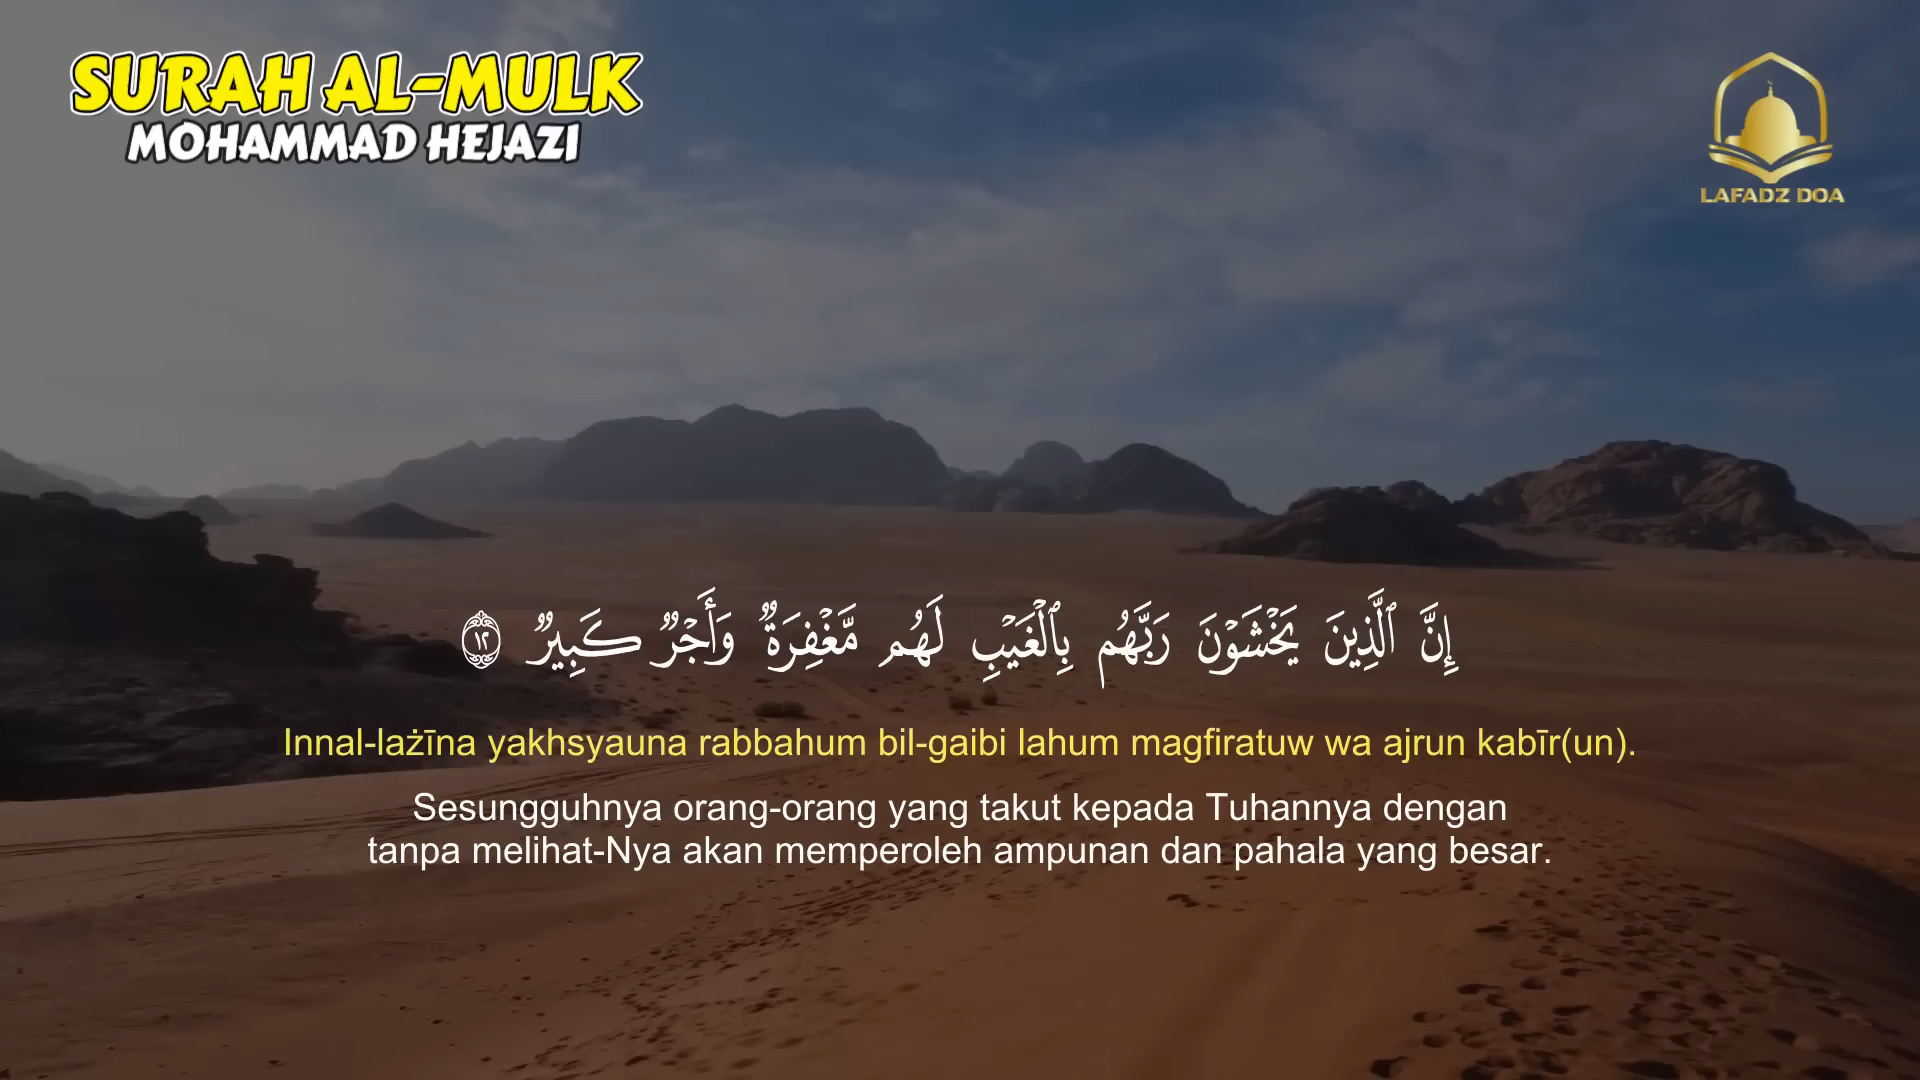 SURAH AL-MULK
MOHAMMAD HEJAZI
LAFADZ DOA
إِنَّ ٱلَّذِينَ يَخْشَوْنَ رَبَّهُم بِٱلْغَيْبِ لَهُم مَّغْفِرَةٌ وَأَجْرٌ كَبِيرٌ ١٢
Innal-lażīna yakhsyauna rabbahum bil-gaibi lahum magfiratuw wa ajrun kabīr(un).
Sesungguhnya orang-orang yang takut kepada Tuhannya dengan
tanpa melihat-Nya akan memperoleh ampunan dan pahala yang besar.